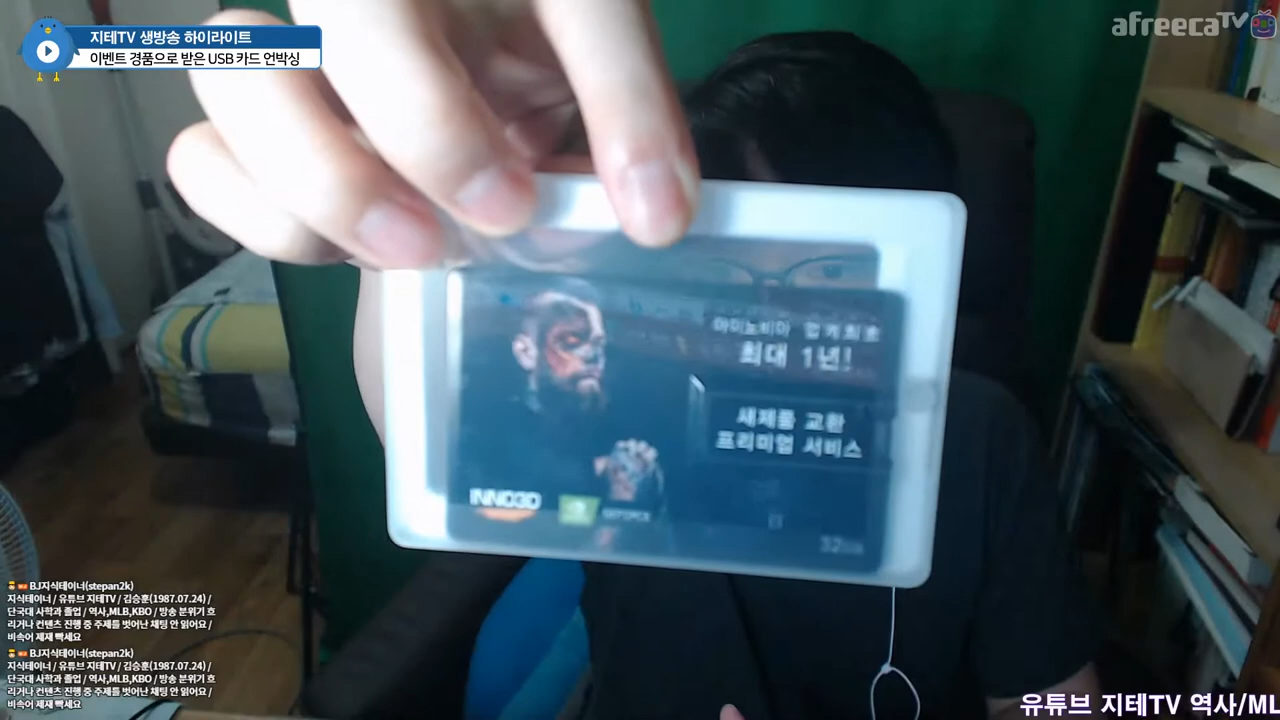 지테TV 생방송 하이라이트
이벤트 경품으로 받은 USB 카드 언박싱
afreecaTV
최대 1년!
새제품 교환
프리미엄 서비스
INNO3D
GEFORCE
BJ지식테이너(stepan2k)
지식테이너 / 유튜브 지테TV / 김승훈(1987.07.24) /
단국대 사학과 졸업 / 역사,MLB,KBO / 방송 분위기 흐
리거나 컨텐츠 진행 중 주제를 벗어난 채팅 안 읽어요 /
비속어 제재 빡세요
BJ지식테이너(stepan2k)
지식테이너 / 유튜브 지테TV / 김승훈(1987.07.24) /
단국대 사학과 졸업 / 역사,MLB,KBO / 방송 분위기 흐
리거나 컨텐츠 진행 중 주제를 벗어난 채팅 안 읽어요 /
비속어 제재 빡세요
유튜브 지테TV 역사/ML